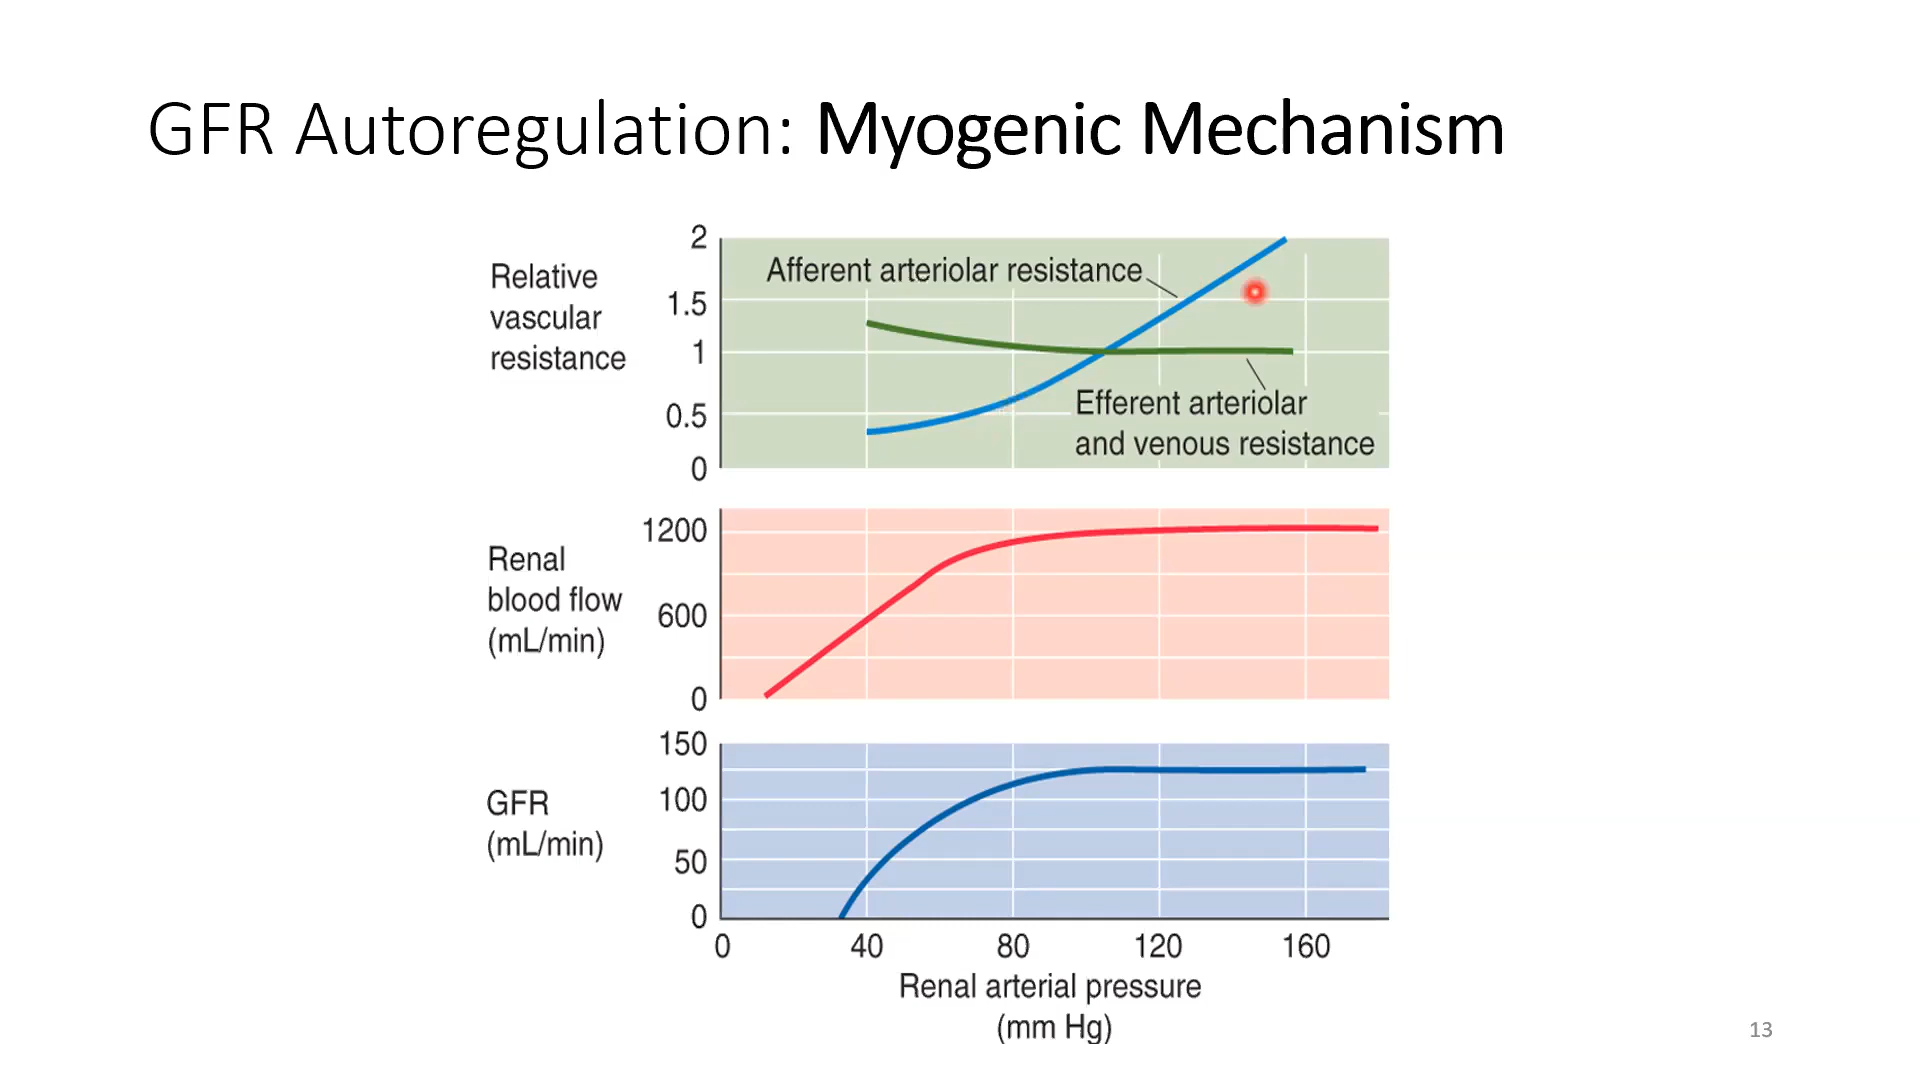 GFR Autoregulation: Myogenic Mechanism
Relative
vascular
resistance
2
1.5
1
0.5
0
Afferent arteriolar resistance
Efferent arteriolar
and venous resistance
Renal
blood flow
(mL/min)
1200
600
0
GFR
(mL/min)
150
100
50
0
0 40 80 120 160
Renal arterial pressure
(mm Hg)
13